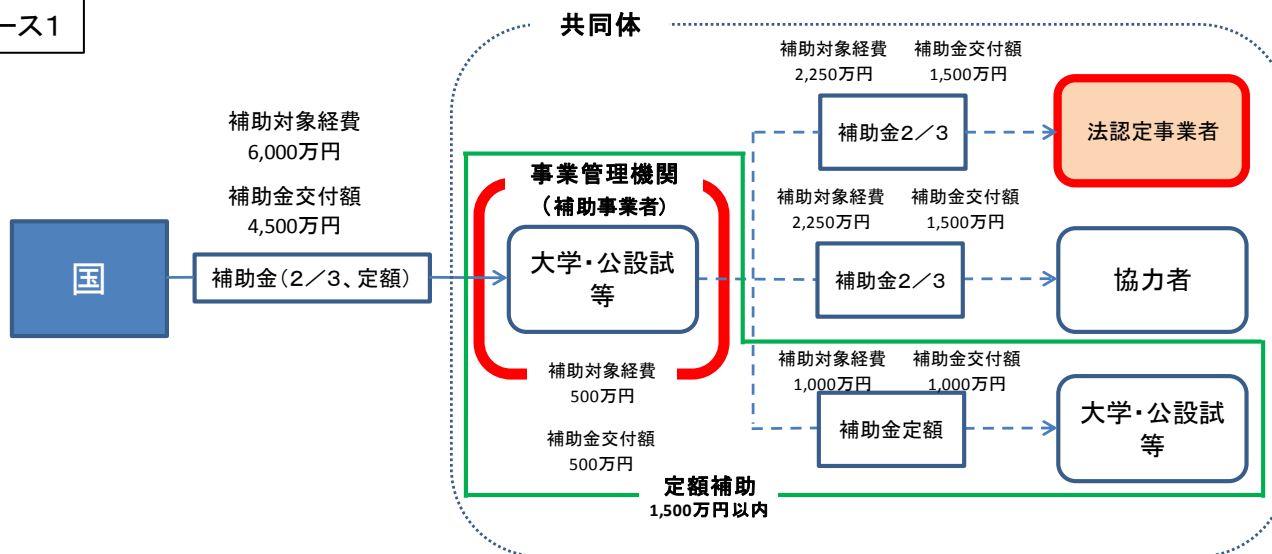 ース1
共同体
補助対象経費
2,250万円
補助金交付額
1,500万円
補助金2/3
法認定事業者
補助対象経費
6,000万円
補助金交付額
4,500万円
国
補助金(2/3、定額)
事業管理機関
(補助事業者)
大学・公設試
等
補助対象経費
500万円
補助金交付額
500万円
補助対象経費
2,250万円
補助金交付額
1,500万円
補助金2/3
協力者
補助対象経費
1,000万円
補助金交付額
1,000万円
補助金定額
大学・公設試
等
定額補助
1,500万円以内